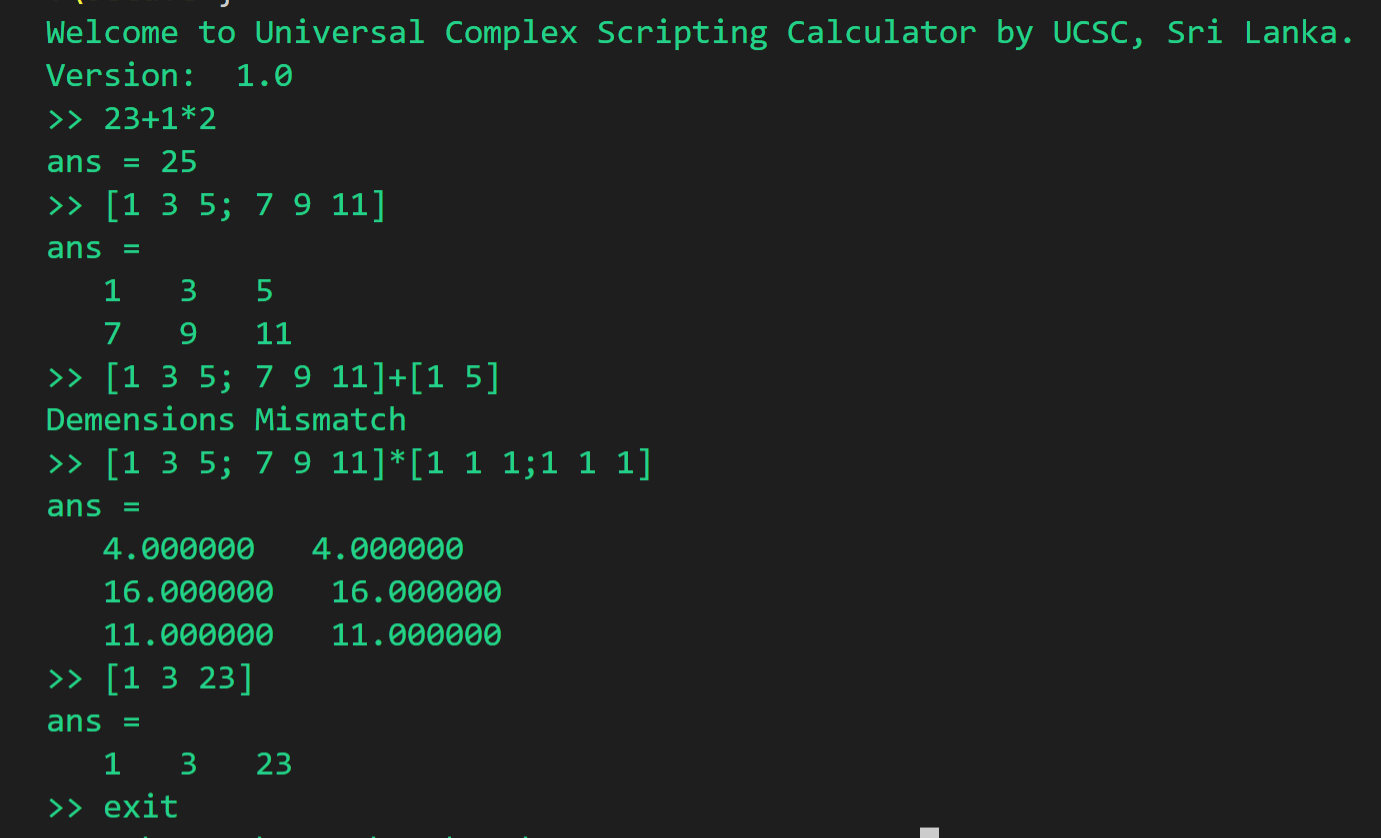 Welcome to Universal Complex Scripting Calculator by UCSC, Sri Lanka.
Version:  1.0
>> 23+1*2
ans = 25
>> [1 3 5; 7 9 11]
ans =
   1   3   5
   7   9   11
>> [1 3 5; 7 9 11]+[1 5]
Demensions Mismatch
>> [1 3 5; 7 9 11]*[1 1 1;1 1 1]
ans =
   4.000000   4.000000
   16.000000   16.000000
   11.000000   11.000000
>> [1 3 23]
ans =
   1   3   23
>> exit